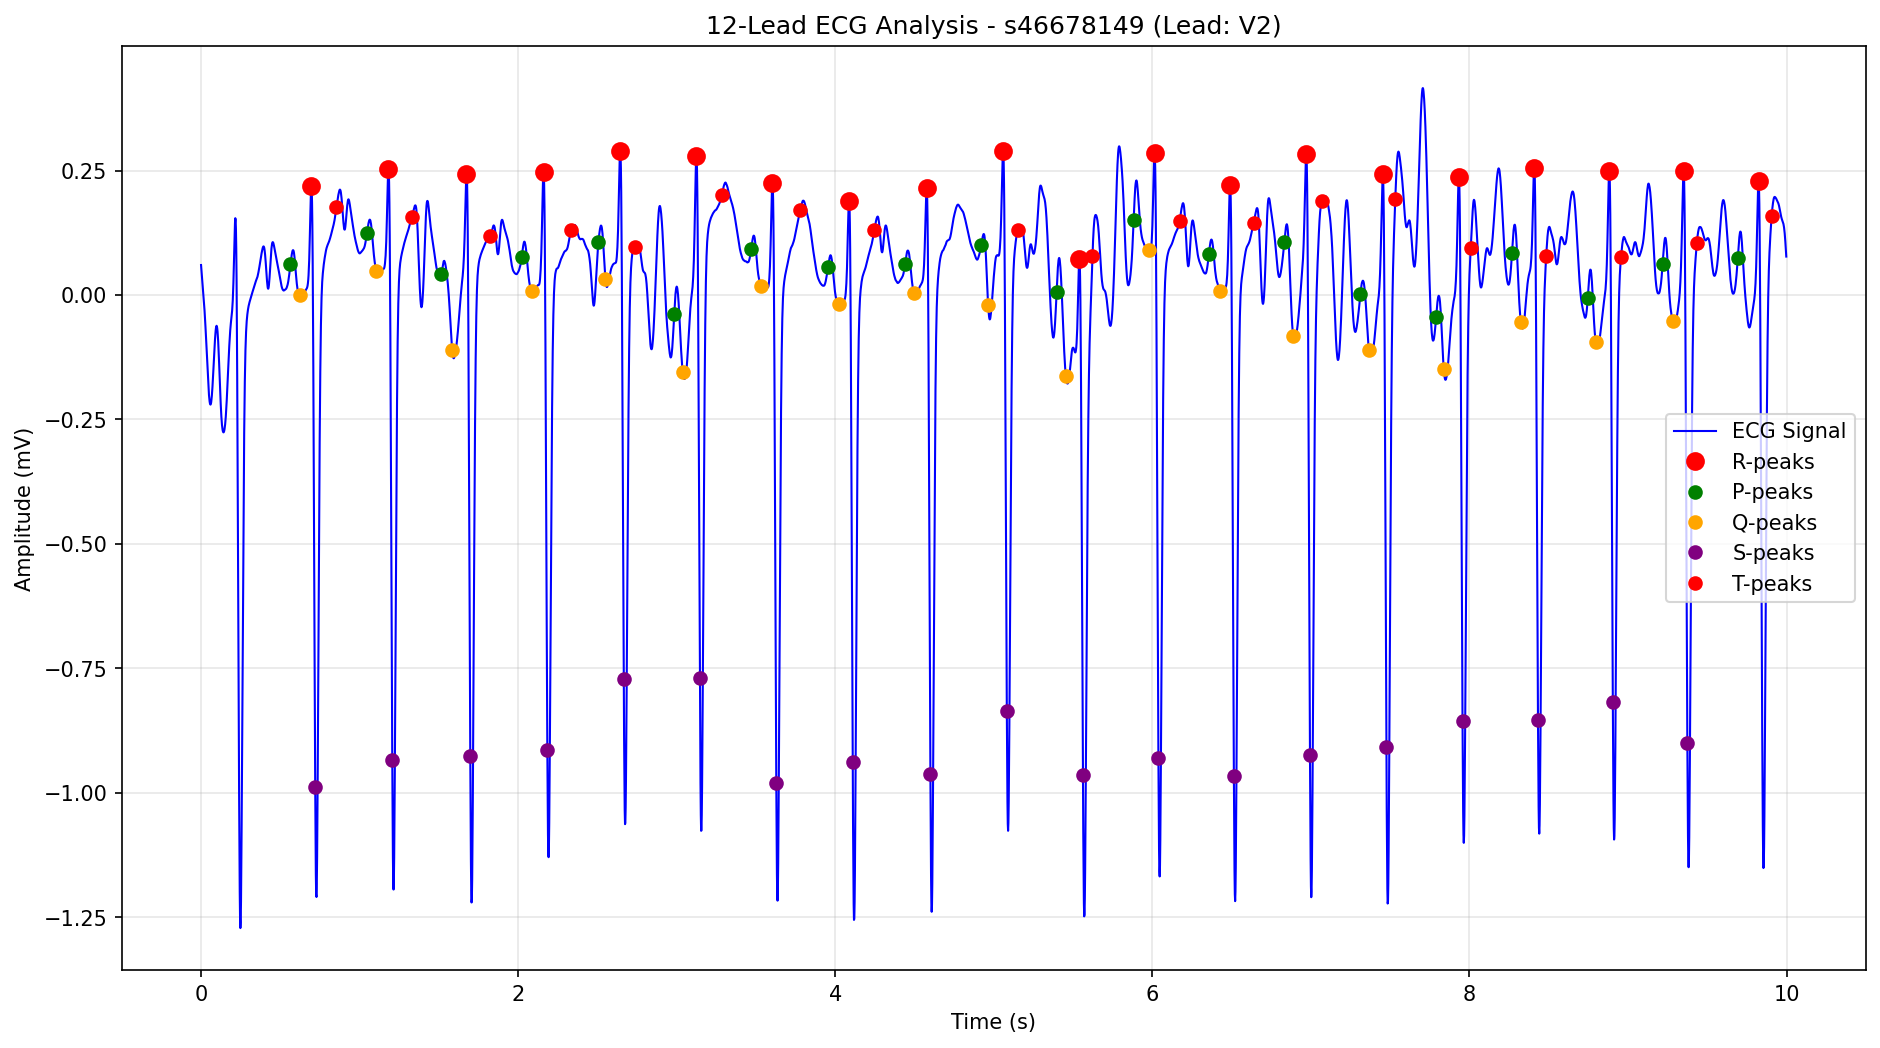 12-Lead ECG Analysis - s46678149 (Lead: V2)
Amplitude (mV)
0.25
0.00
−0.25
−0.50
−0.75
−1.00
−1.25
ECG Signal
R-peaks
P-peaks
Q-peaks
S-peaks
T-peaks
0 2 4 6 8 10
Time (s)